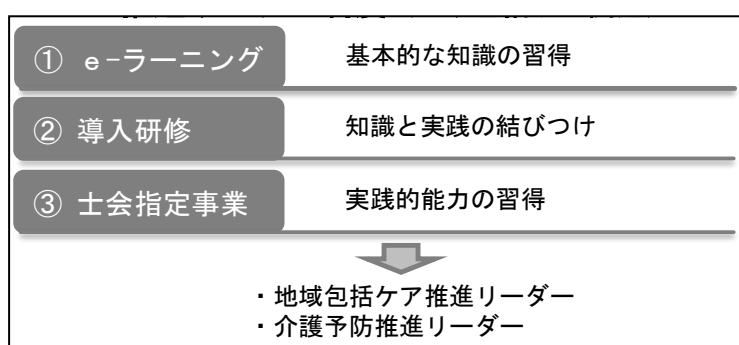 ① e-ラーニング 基本的な知識の習得
② 導入研修 知識と実践の結びつけ
③ 士会指定事業 実践的能力の習得
・地域包括ケア推進リーダー
・介護予防推進リーダー